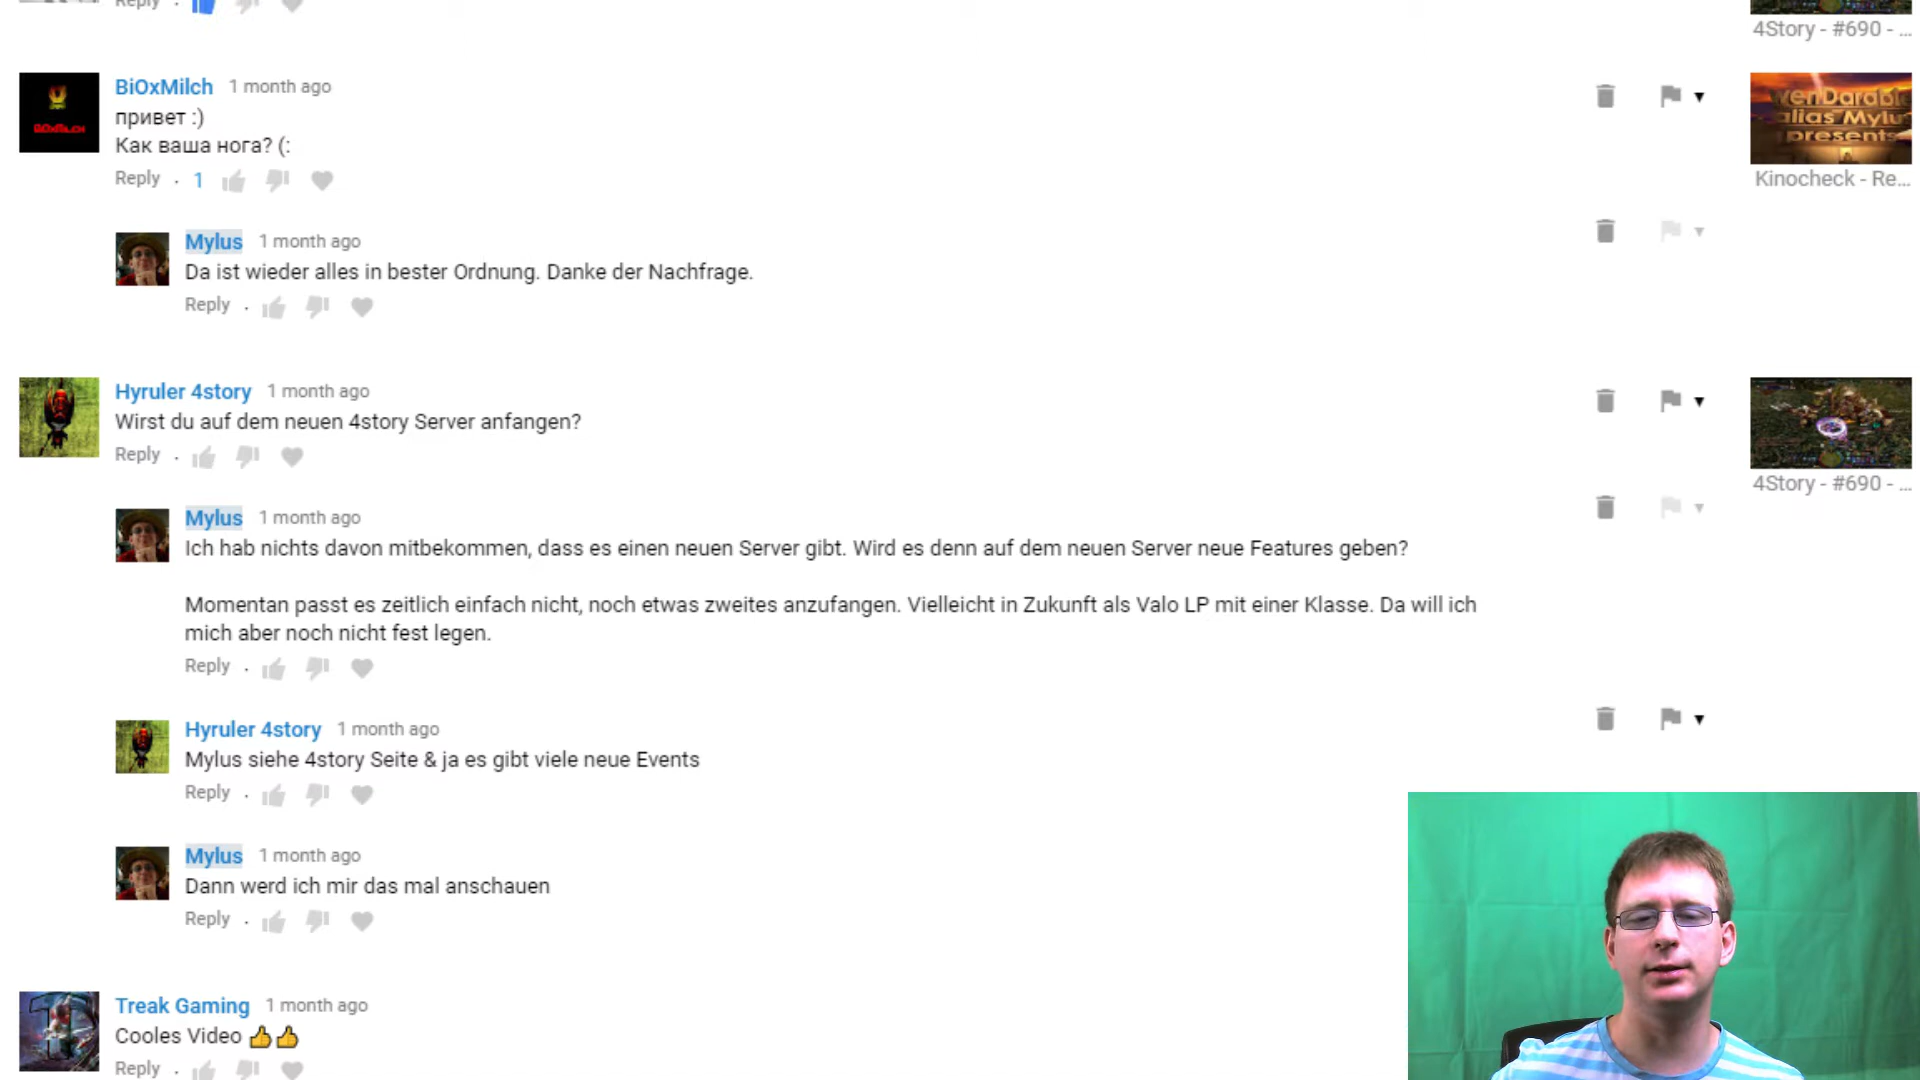 Reply .
4Story - #690 - ...
BiOxMilch 1 month ago
привет :)
Как ваша нога? (:
Reply . 1
venDarabl
alias Mylu
presents
Kinocheck - Re...
Mylus 1 month ago
Da ist wieder alles in bester Ordnung. Danke der Nachfrage.
Reply .
Hyruler 4story 1 month ago
Wirst du auf dem neuen 4story Server anfangen?
Reply .
4Story - #690 - ...
Mylus 1 month ago
Ich hab nichts davon mitbekommen, dass es einen neuen Server gibt. Wird es denn auf dem neuen Server neue Features geben?
Momentan passt es zeitlich einfach nicht, noch etwas zweites anzufangen. Vielleicht in Zukunft als Valo LP mit einer Klasse. Da will ich
mich aber noch nicht fest legen.
Reply .
Hyruler 4story 1 month ago
Mylus siehe 4story Seite & ja es gibt viele neue Events
Reply .
Mylus 1 month ago
Dann werd ich mir das mal anschauen
Reply .
Treak Gaming 1 month ago
Cooles Video 👍👍
Reply .